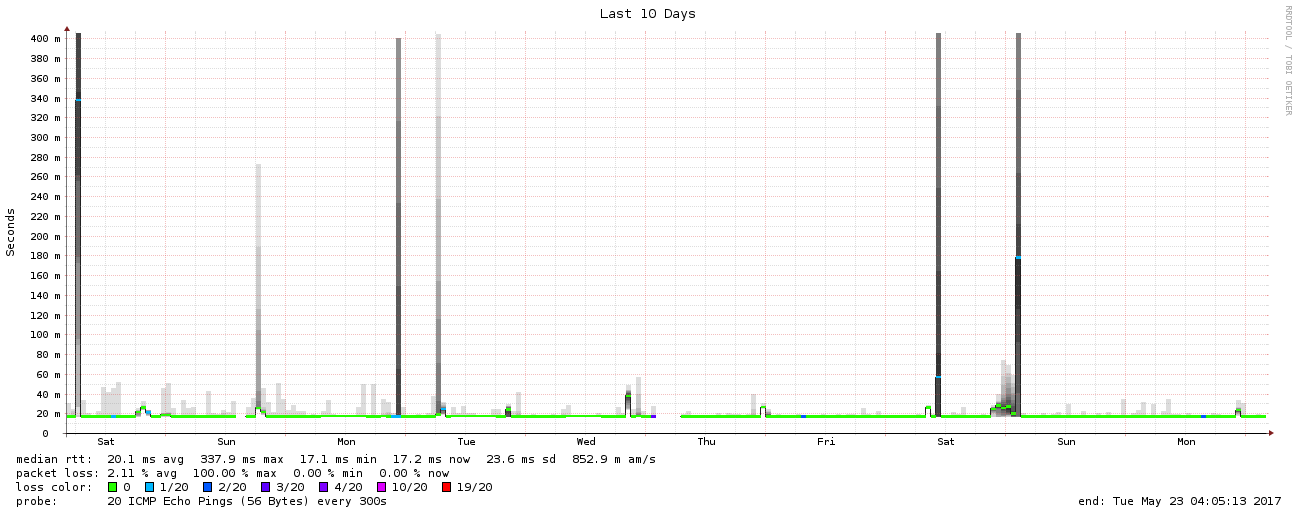 Last 10 Days
RRDTOOL / TOBI OETIKER
Seconds
400 m
380 m
360 m
340 m
320 m
300 m
280 m
260 m
240 m
220 m
200 m
180 m
160 m
140 m
120 m
100 m
80 m
60 m
40 m
20 m
0
Sat Sun Mon Tue Wed Thu Fri Sat Sun Mon
median rtt: 20.1 ms avg 337.9 ms max 17.1 ms min 17.2 ms now 23.6 ms sd 852.9 m am/s
packet loss: 2.11 % avg 100.00 % max 0.00 % min 0.00 % now
loss color: 0 1/20 2/20 3/20 4/20 10/20 19/20
probe: 20 ICMP Echo Pings (56 Bytes) every 300s end: Tue May 23 04:05:13 2017